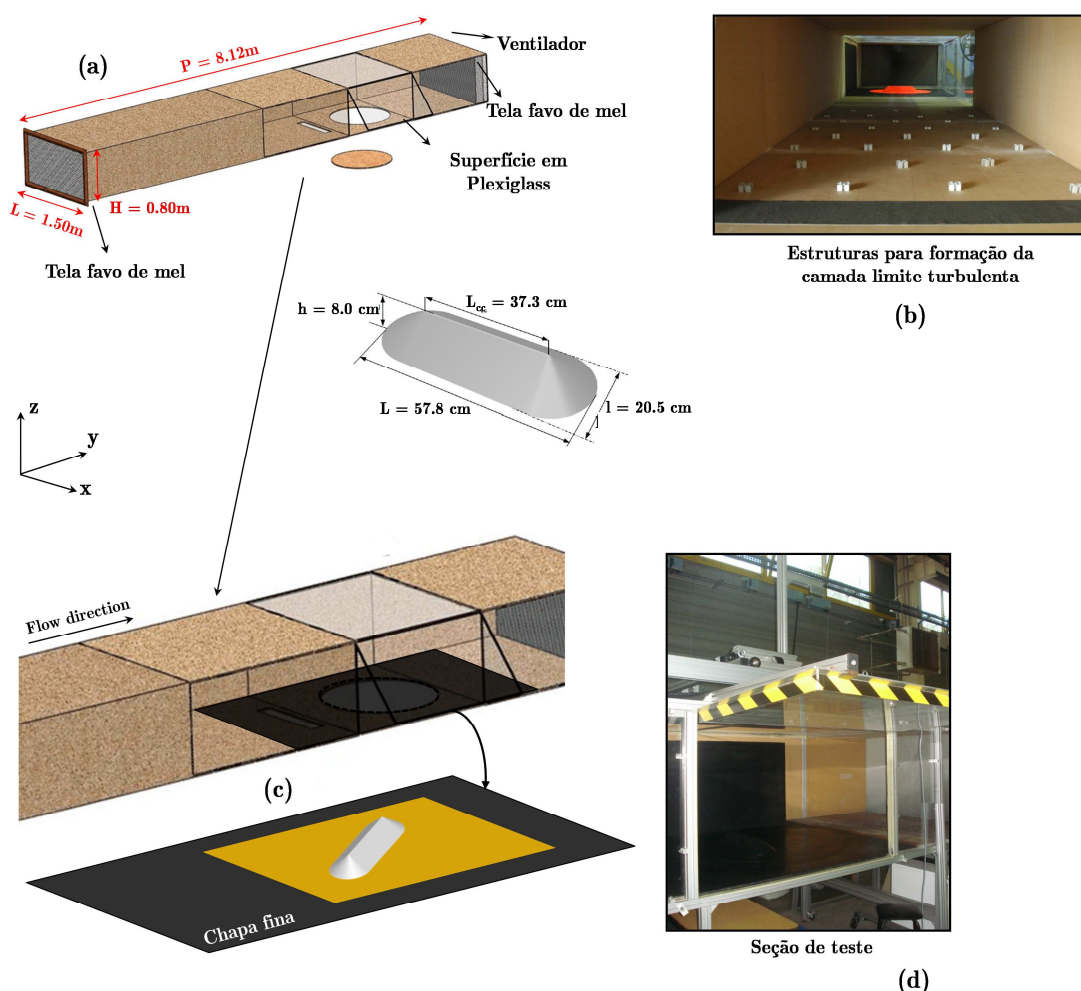 (a)
P = 8.12m
Ventilador
Tela favo de mel
Superfície em
Plexiglass
L = 1.50m
H = 0.80m
Tela favo de mel
Estruturas para formação da
camada limite turbulenta
(b)
h = 8.0 cm
L = 37.3 cm
L = 57.8 cm
l = 20.5 cm
z
y
x
Flow direction
(c)
Chapa fina
Seção de teste
(d)